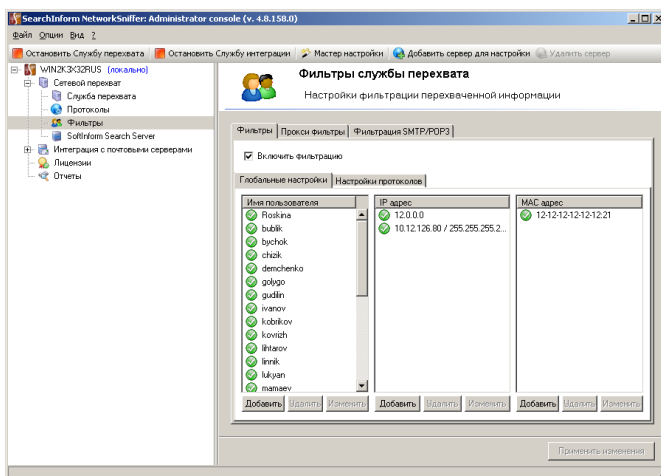 SearchInform NetworkSniffer: Administrator console (v. 4.8.158.0)
Файл Опции Вид ?
Остановить Службу перехвата Остановить Службу интеграции Мастер настройки Добавить сервер для настройки Удалить сервер
WIN2K3X32RUS (локально)
Сетевой перехват
Служба перехвата
Протоколы
Фильтры
SoftInform Search Server
Интеграция с почтовыми серверами
Лицензии
Отчеты
Фильтры службы перехвата
Настройки фильтрации перехваченной информации
Фильтры Прокси фильтры Фильтрация SMTP/POP3
Включить фильтрацию
Глобальные настройки Настройки протоколов
Имя пользователя
Roskina
bublik
bychok
chizik
demchenko
golygo
gudilin
ivanov
kobrikov
kovrizh
lihtarov
linnik
lukyan
mamaev
Добавить Удалить Изменить
IP адрес
12.0.0.0
10.12.126.80 / 255.255.255.2...
Добавить Удалить Изменить
MAC адрес
12-12-12-12-12:21
Добавить Удалить Изменить
Применить изменения